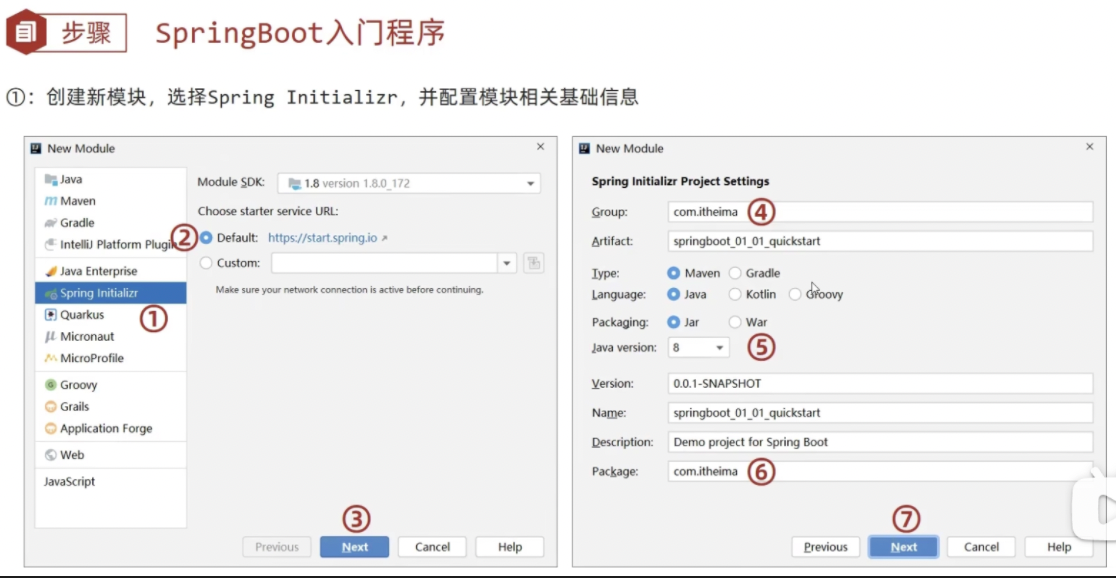 步骤 SpringBoot入门程序
①：创建新模块，选择Spring Initializr，并配置模块相关基础信息
New Module
Java
Maven
Gradle
IntelliJ Platform Plugin
Java Enterprise
Spring Initializr
①
Quarkus
Micronaut
MicroProfile
Groovy
Grails
Application Forge
Web
JavaScript
Module SDK: 1.8 version 1.8.0_172
Choose starter service URL:
② Default: https://start.spring.io
Custom:
Make sure your network connection is active before continuing.
③
Previous Next Cancel Help
New Module
Spring Initializr Project Settings
Group: com.itheima ④
Artifact: springboot_01_01_quickstart
Type: Maven Gradle
Language: Java Kotlin Groovy
Packaging: Jar War
Java version: 8 ⑤
Version: 0.0.1-SNAPSHOT
Name: springboot_01_01_quickstart
Description: Demo project for Spring Boot
Package: com.itheima ⑥
⑦
Previous Next Cancel Help